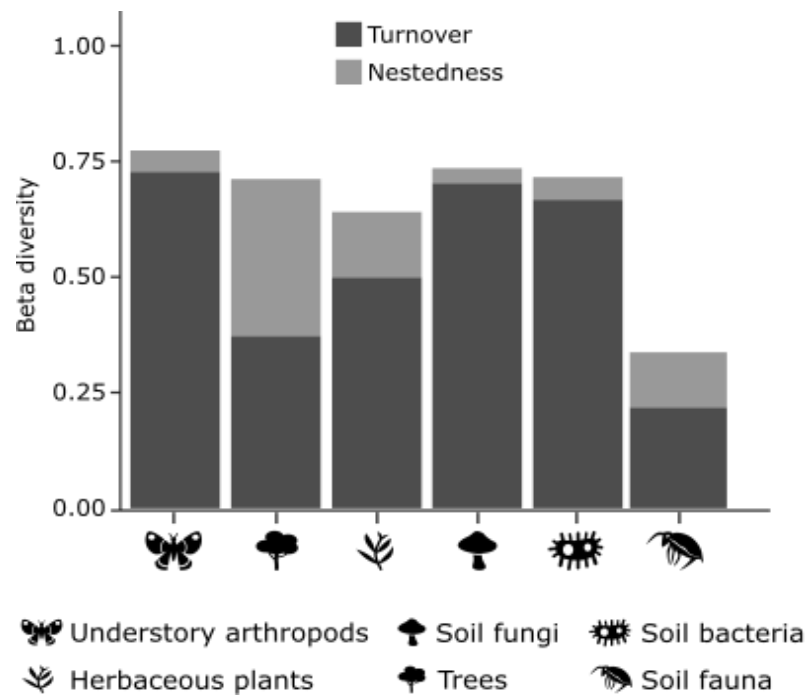 1.00
Turnover
Nestedness
0.75
0.50
0.25
0.00
Beta diversity
Understory arthropods Soil fungi Soil bacteria
Herbaceous plants Trees Soil fauna